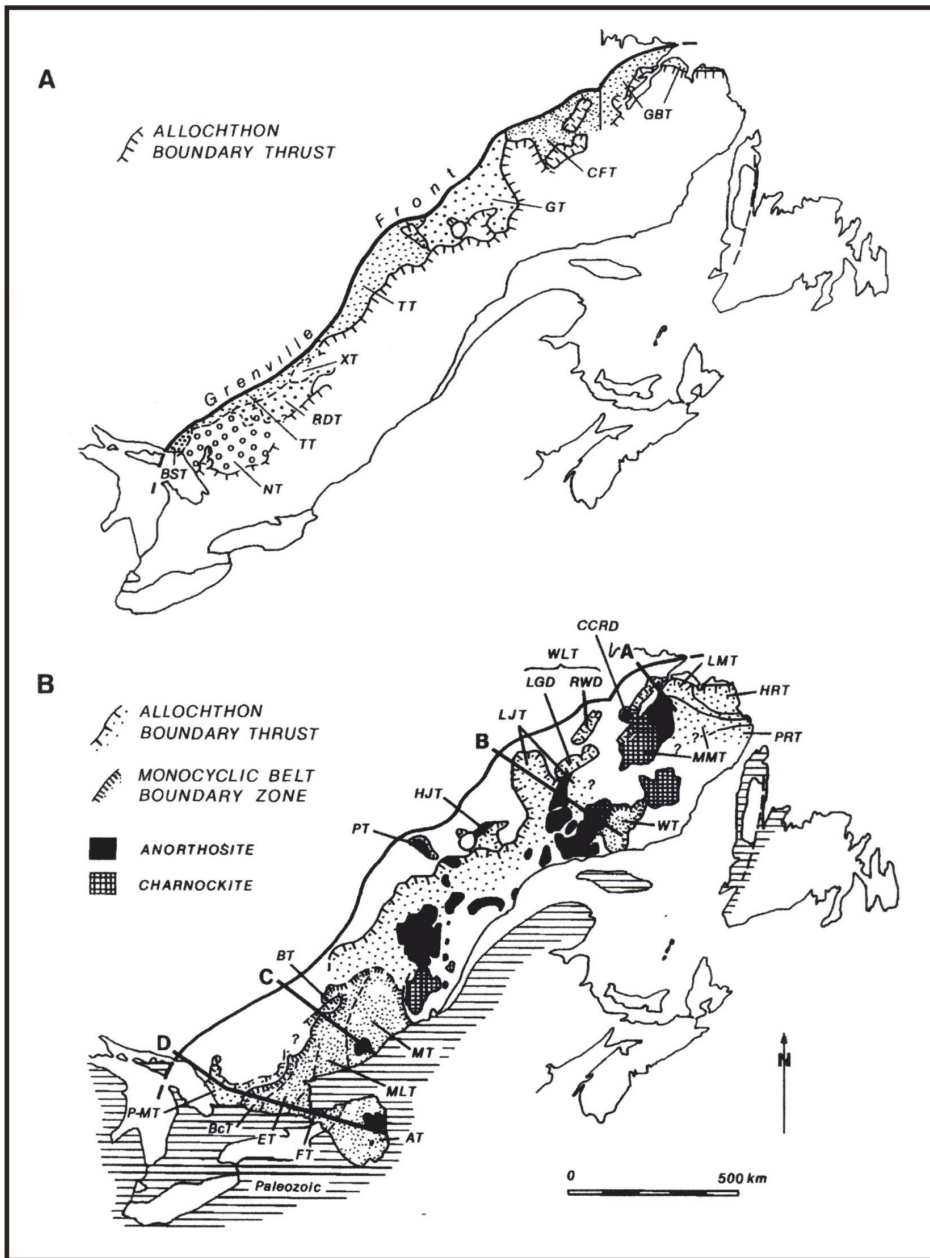 A
ALLOCHTHON
BOUNDARY THRUST
Grenville Front
GBT
CFT
GT
TT
XT
RDT
TT
BST
NT
B
ALLOCHTHON
BOUNDARY THRUST
MONOCYCLIC BELT
BOUNDARY ZONE
ANORTHOSITE
CHARNOCKITE
CCRD
WLT
LGD RWD
A
LMT
HRT
LJT
B
PRT
? ?
? MMT ?
?
HJT
WT
PT
BT
C
?
D
MT
MLT
P-MT
BcT
ET
FT
AT
Paleozoic
N
0 500 km